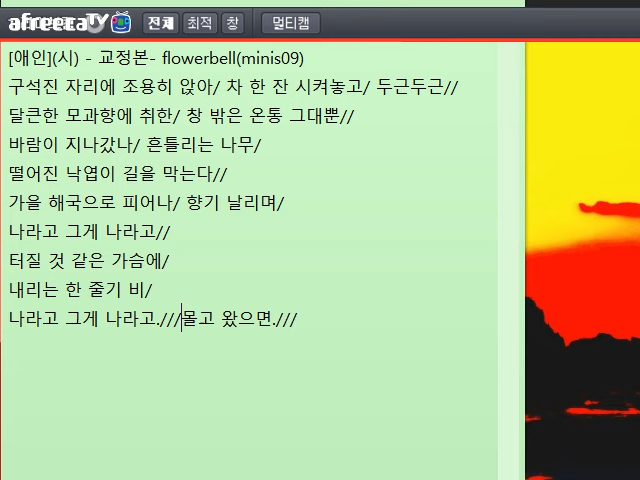 afreecaTV 전체 최적 창 멀티캠
[애인](시) - 교정본- flowerbell(minis09)
구석진 자리에 조용히 앉아/ 차 한 잔 시켜놓고/ 두근두근//
달큰한 모과향에 취한/ 창 밖은 온통 그대뿐//
바람이 지나갔나/ 흔들리는 나무/
떨어진 낙엽이 길을 막는다//
가을 해국으로 피어나/ 향기 날리며/
나라고 그게 나라고//
터질 것 같은 가슴에/
내리는 한 줄기 비/
나라고 그게 나라고.///몰고 왔으면.///